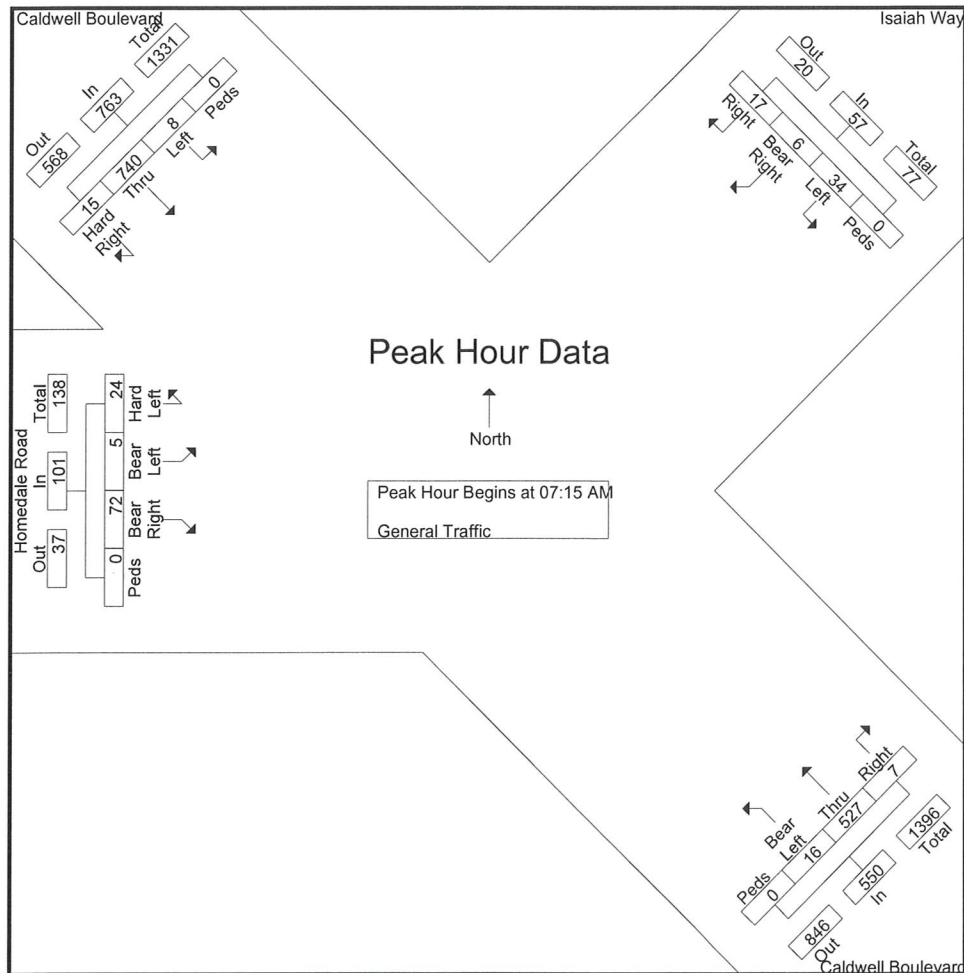 Caldwell Boulevard
Isaiah Way
Out
In
Total
568
763
1331
15
740
8
0
Hard
Right
Thru
Left
Peds
Out
In
Total
20
57
77
17
6
34
0
Right
Bear
Right
Left
Peds
Peak Hour Data
North
Peak Hour Begins at 07:15 AM
General Traffic
Homedale Road
Out
In
Total
37
101
138
0
72
5
24
Peds
Bear
Right
Bear
Left
Hard
Left
Peds
Bear
Left
Thru
Right
0
16
527
7
846
550
1396
Out
In
Total
Caldwell Boulevard